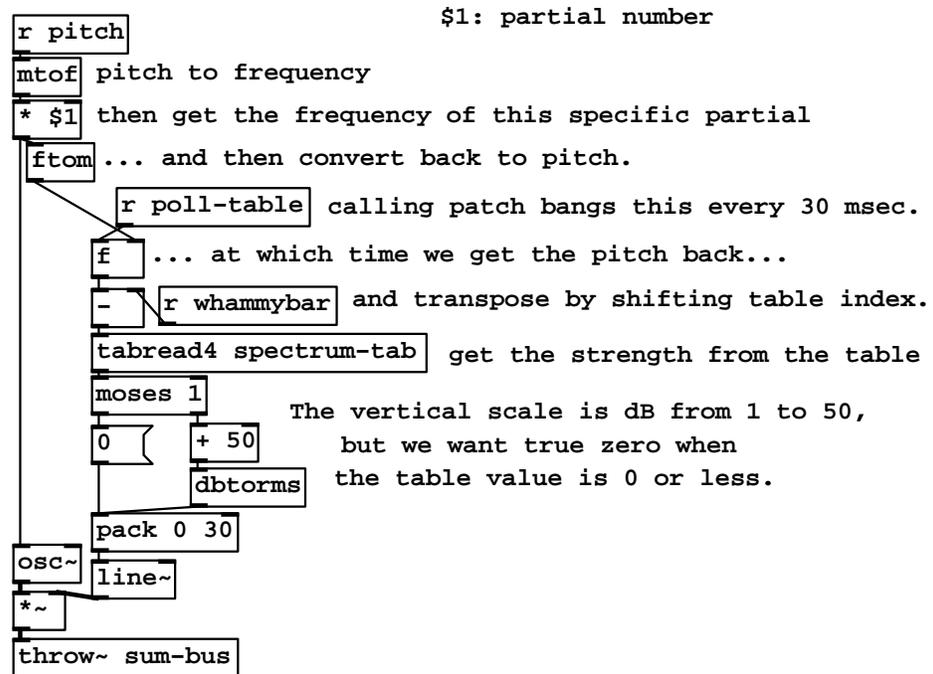 $1: partial number
r pitch
mtof pitch to frequency
* $1 then get the frequency of this specific partial
ftom ... and then convert back to pitch.
r poll-table calling patch bangs this every 30 msec.
f ... at which time we get the pitch back...
- r whammybar and transpose by shifting table index.
tabread4 spectrum-tab get the strength from the table
moses 1
The vertical scale is dB from 1 to 50,
0 + 50 but we want true zero when
dbtorms the table value is 0 or less.
pack 0 30
osc~ line~
*~
throw~ sum-bus